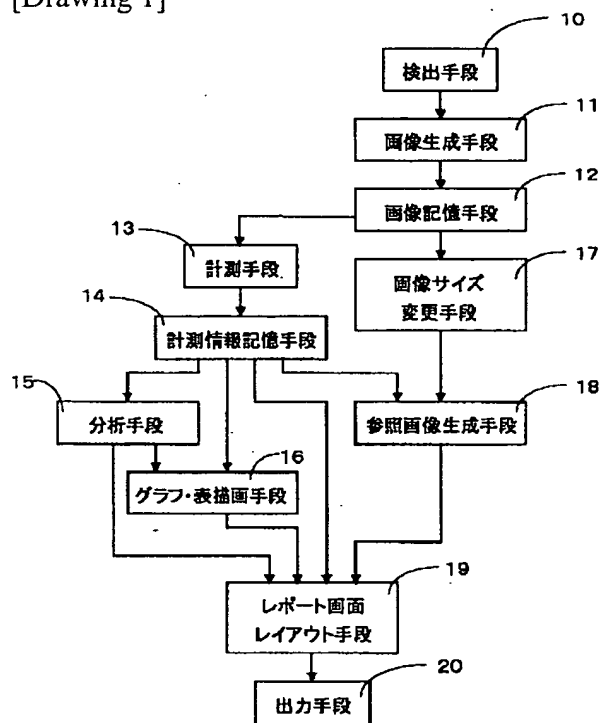 [Drawing 1]
10
検出手段
11
画像生成手段
12
画像記憶手段
13
計測手段
17
画像サイズ
変更手段
14
計測情報記憶手段
15
分析手段
18
参照画像生成手段
16
グラフ・表描画手段
19
レポート画面
レイアウト手段
20
出力手段